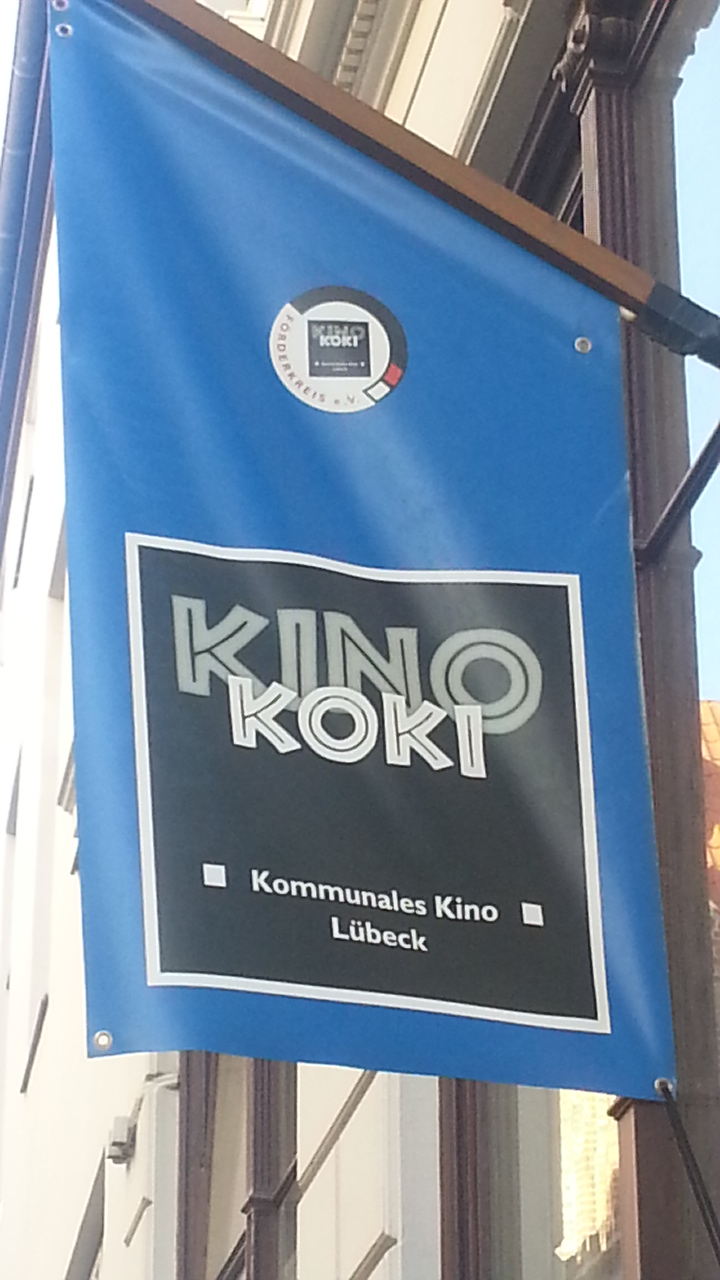 FÖRDERKREIS e.V.
KINO
KOKI
KINO
KOKI
Kommunales Kino
Lübeck